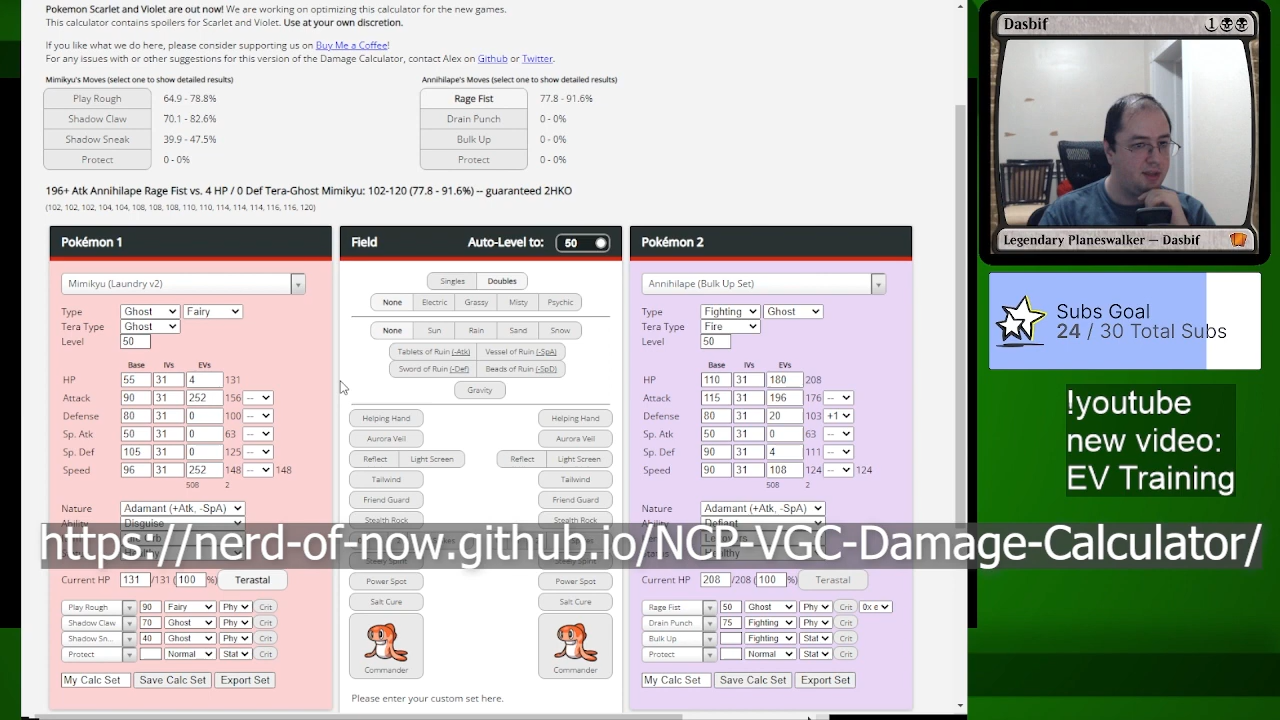 Pokemon Scarlet and Violet are out now! We are working on optimizing this calculator for the new games.
This calculator contains spoilers for Scarlet and Violet. Use at your own discretion.
If you like what we do here, please consider supporting us on Buy Me a Coffee!
For any issues with or other suggestions for this version of the Damage Calculator, contact Alex on Github or Twitter.
Mimikyu's Moves (select one to show detailed results)
Play Rough 64.9 - 78.8%
Shadow Claw 70.1 - 82.6%
Shadow Sneak 39.9 - 47.5%
Protect 0 - 0%
Annihilape's Moves (select one to show detailed results)
Rage Fist 77.8 - 91.6%
Drain Punch 0 - 0%
Bulk Up 0 - 0%
Protect 0 - 0%
196+ Atk Annihilape Rage Fist vs. 4 HP / 0 Def Tera-Ghost Mimikyu: 102-120 (77.8 - 91.6%) -- guaranteed 2HKO
(102, 102, 102, 104, 104, 108, 108, 108, 110, 110, 114, 114, 114, 116, 116, 120)
Pokémon 1
Mimikyu (Laundry v2)
Type Ghost Fairy
Tera Type Ghost
Level 50
Base IVs EVs
HP 55 31 4 131
Attack 90 31 252 156 --
Defense 80 31 0 100 --
Sp. Atk 50 31 0 63 --
Sp. Def 105 31 0 125 --
Speed 96 31 252 148 -- 148
508 2
Nature Adamant (+Atk, -SpA)
Ability Disguise
Healthy
Current HP 131 /131 (100 %) Terastal
Play Rough 90 Fairy Phy Crit
Shadow Claw 70 Ghost Phy Crit
Shadow Sn... 40 Ghost Phy Crit
Protect Normal Stat Crit
My Calc Set Save Calc Set Export Set
Field Auto-Level to: 50
Singles Doubles
None Electric Grassy Misty Psychic
None Sun Rain Sand Snow
Tablets of Ruin (-Atk) Vessel of Ruin (-SpA)
Sword of Ruin (-Def) Beads of Ruin (-SpD)
Gravity
Helping Hand Helping Hand
Aurora Veil Aurora Veil
Reflect Light Screen Reflect Light Screen
Tailwind Tailwind
Friend Guard Friend Guard
Stealth Rock Stealth Rock
Steely Spirit Steely Spirit
Power Spot Power Spot
Salt Cure Salt Cure
Commander Commander
Please enter your custom set here.
Pokémon 2
Annihilape (Bulk Up Set)
Type Fighting Ghost
Tera Type Fire
Level 50
Base IVs EVs
HP 110 31 180 208
Attack 115 31 196 176 --
Defense 80 31 20 103 +1
Sp. Atk 50 31 0 63 --
Sp. Def 90 31 4 111 --
Speed 90 31 108 124 -- 124
508 2
Nature Adamant (+Atk, -SpA)
Ability Defiant
Healthy
Current HP 208 /208 (100 %) Terastal
Rage Fist 50 Ghost Phy Crit 0x e
Drain Punch 75 Fighting Phy Crit
Bulk Up Fighting Stat Crit
Protect Normal Stat Crit
My Calc Set Save Calc Set Export Set
https://nerd-of-now.github.io/NCP-VGC-Damage-Calculator/
Dasbif 1
Legendary Planeswalker — Dasbif
Subs Goal
24 / 30 Total Subs
!youtube
new video:
EV Training